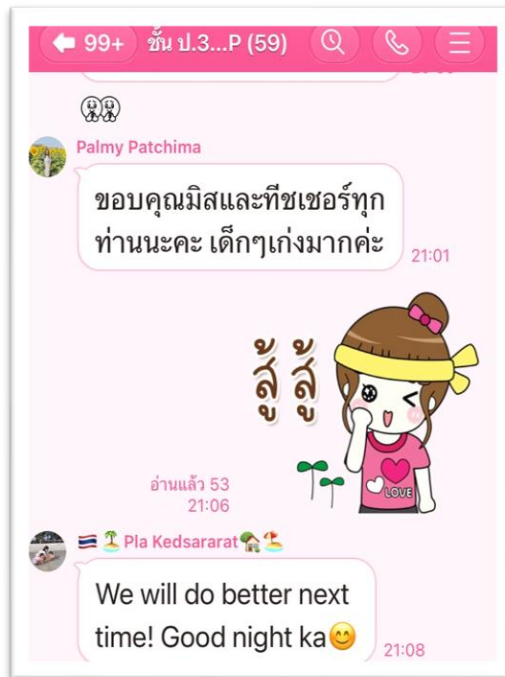 99+ ชั้น ป.3...P (59)
Palmy Patchima
ขอบคุณมิสและทีชเชอร์ทุก
ท่านนะคะ เด็กๆเก่งมากค่ะ
21:01
สู้ สู้
LOVE
อ่านแล้ว 53
21:06
🇹🇭🏝️Pla Kedsararat🏡🏖️
We will do better next
time! Good night ka😊
21:08